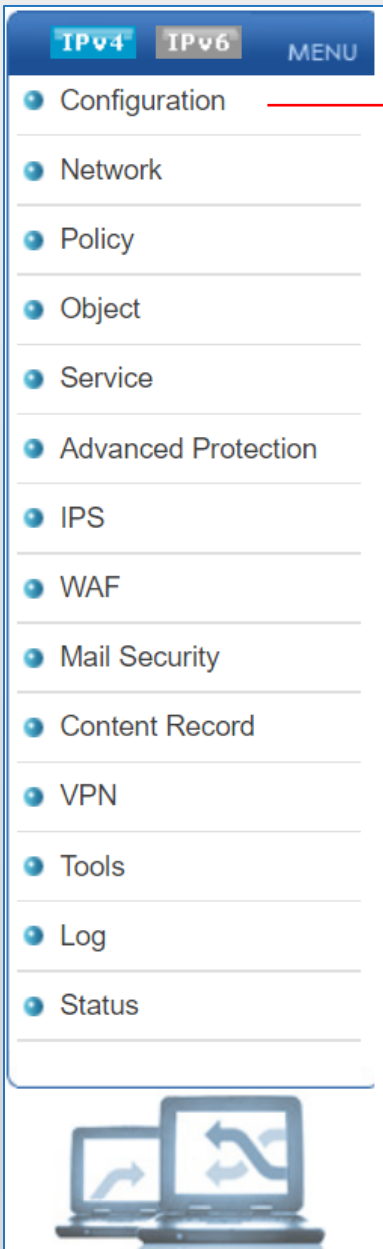 IPv4 IPv6 MENU
Configuration
Network
Policy
Object
Service
Advanced Protection
IPS
WAF
Mail Security
Content Record
VPN
Tools
Log
Status